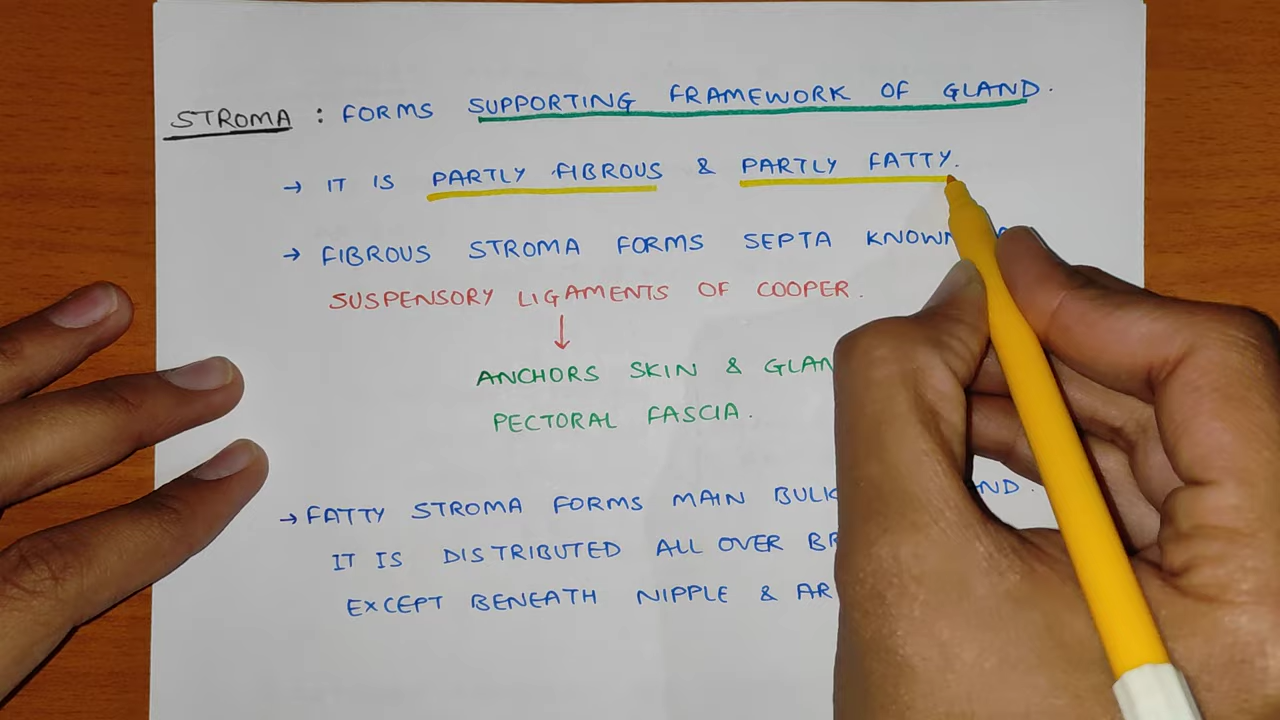 STROMA : FORMS SUPPORTING FRAMEWORK OF GLAND.
→ IT IS PARTLY FIBROUS & PARTLY FATTY.
→ FIBROUS STROMA FORMS SEPTA KNOWN
SUSPENSORY LIGAMENTS OF COOPER.
↓
ANCHORS SKIN &
PECTORAL FASCIA.
→ FATTY STROMA FORMS MAIN BULK
IT IS DISTRIBUTED ALL OVER
EXCEPT BENEATH NIPPLE &